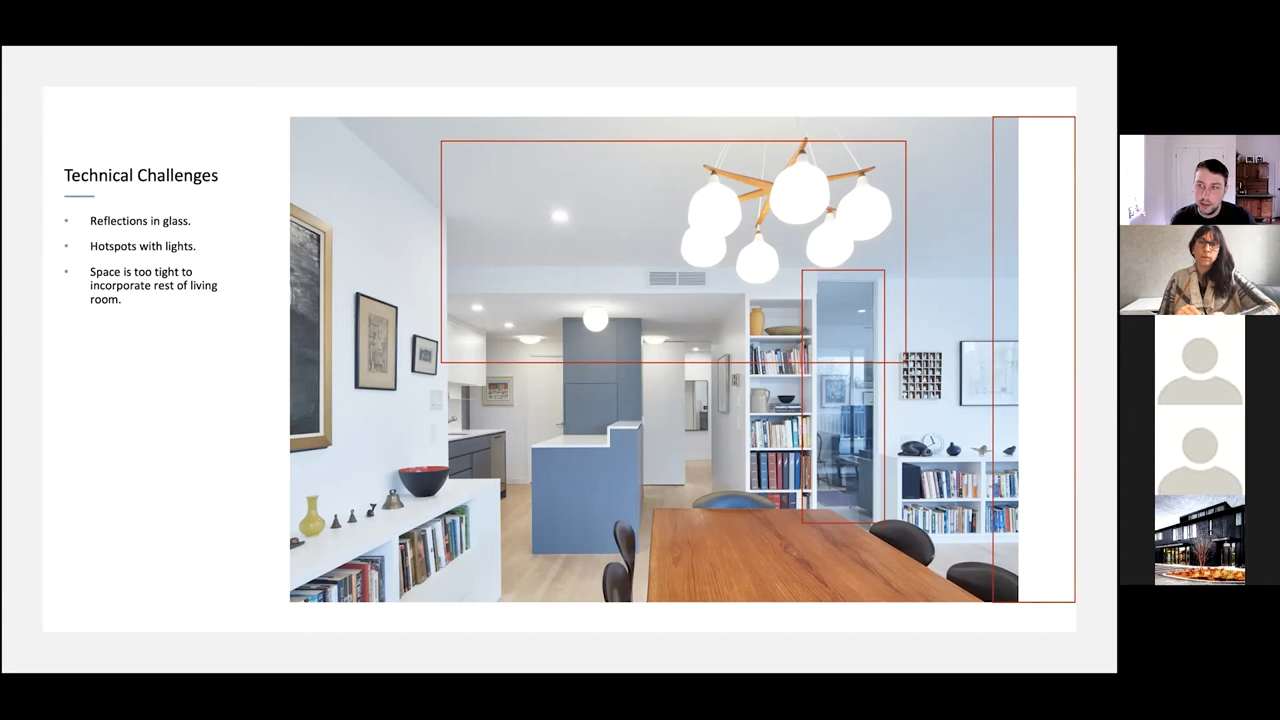 Technical Challenges
• Reflections in glass.
• Hotspots with lights.
• Space is too tight to
incorporate rest of living
room.